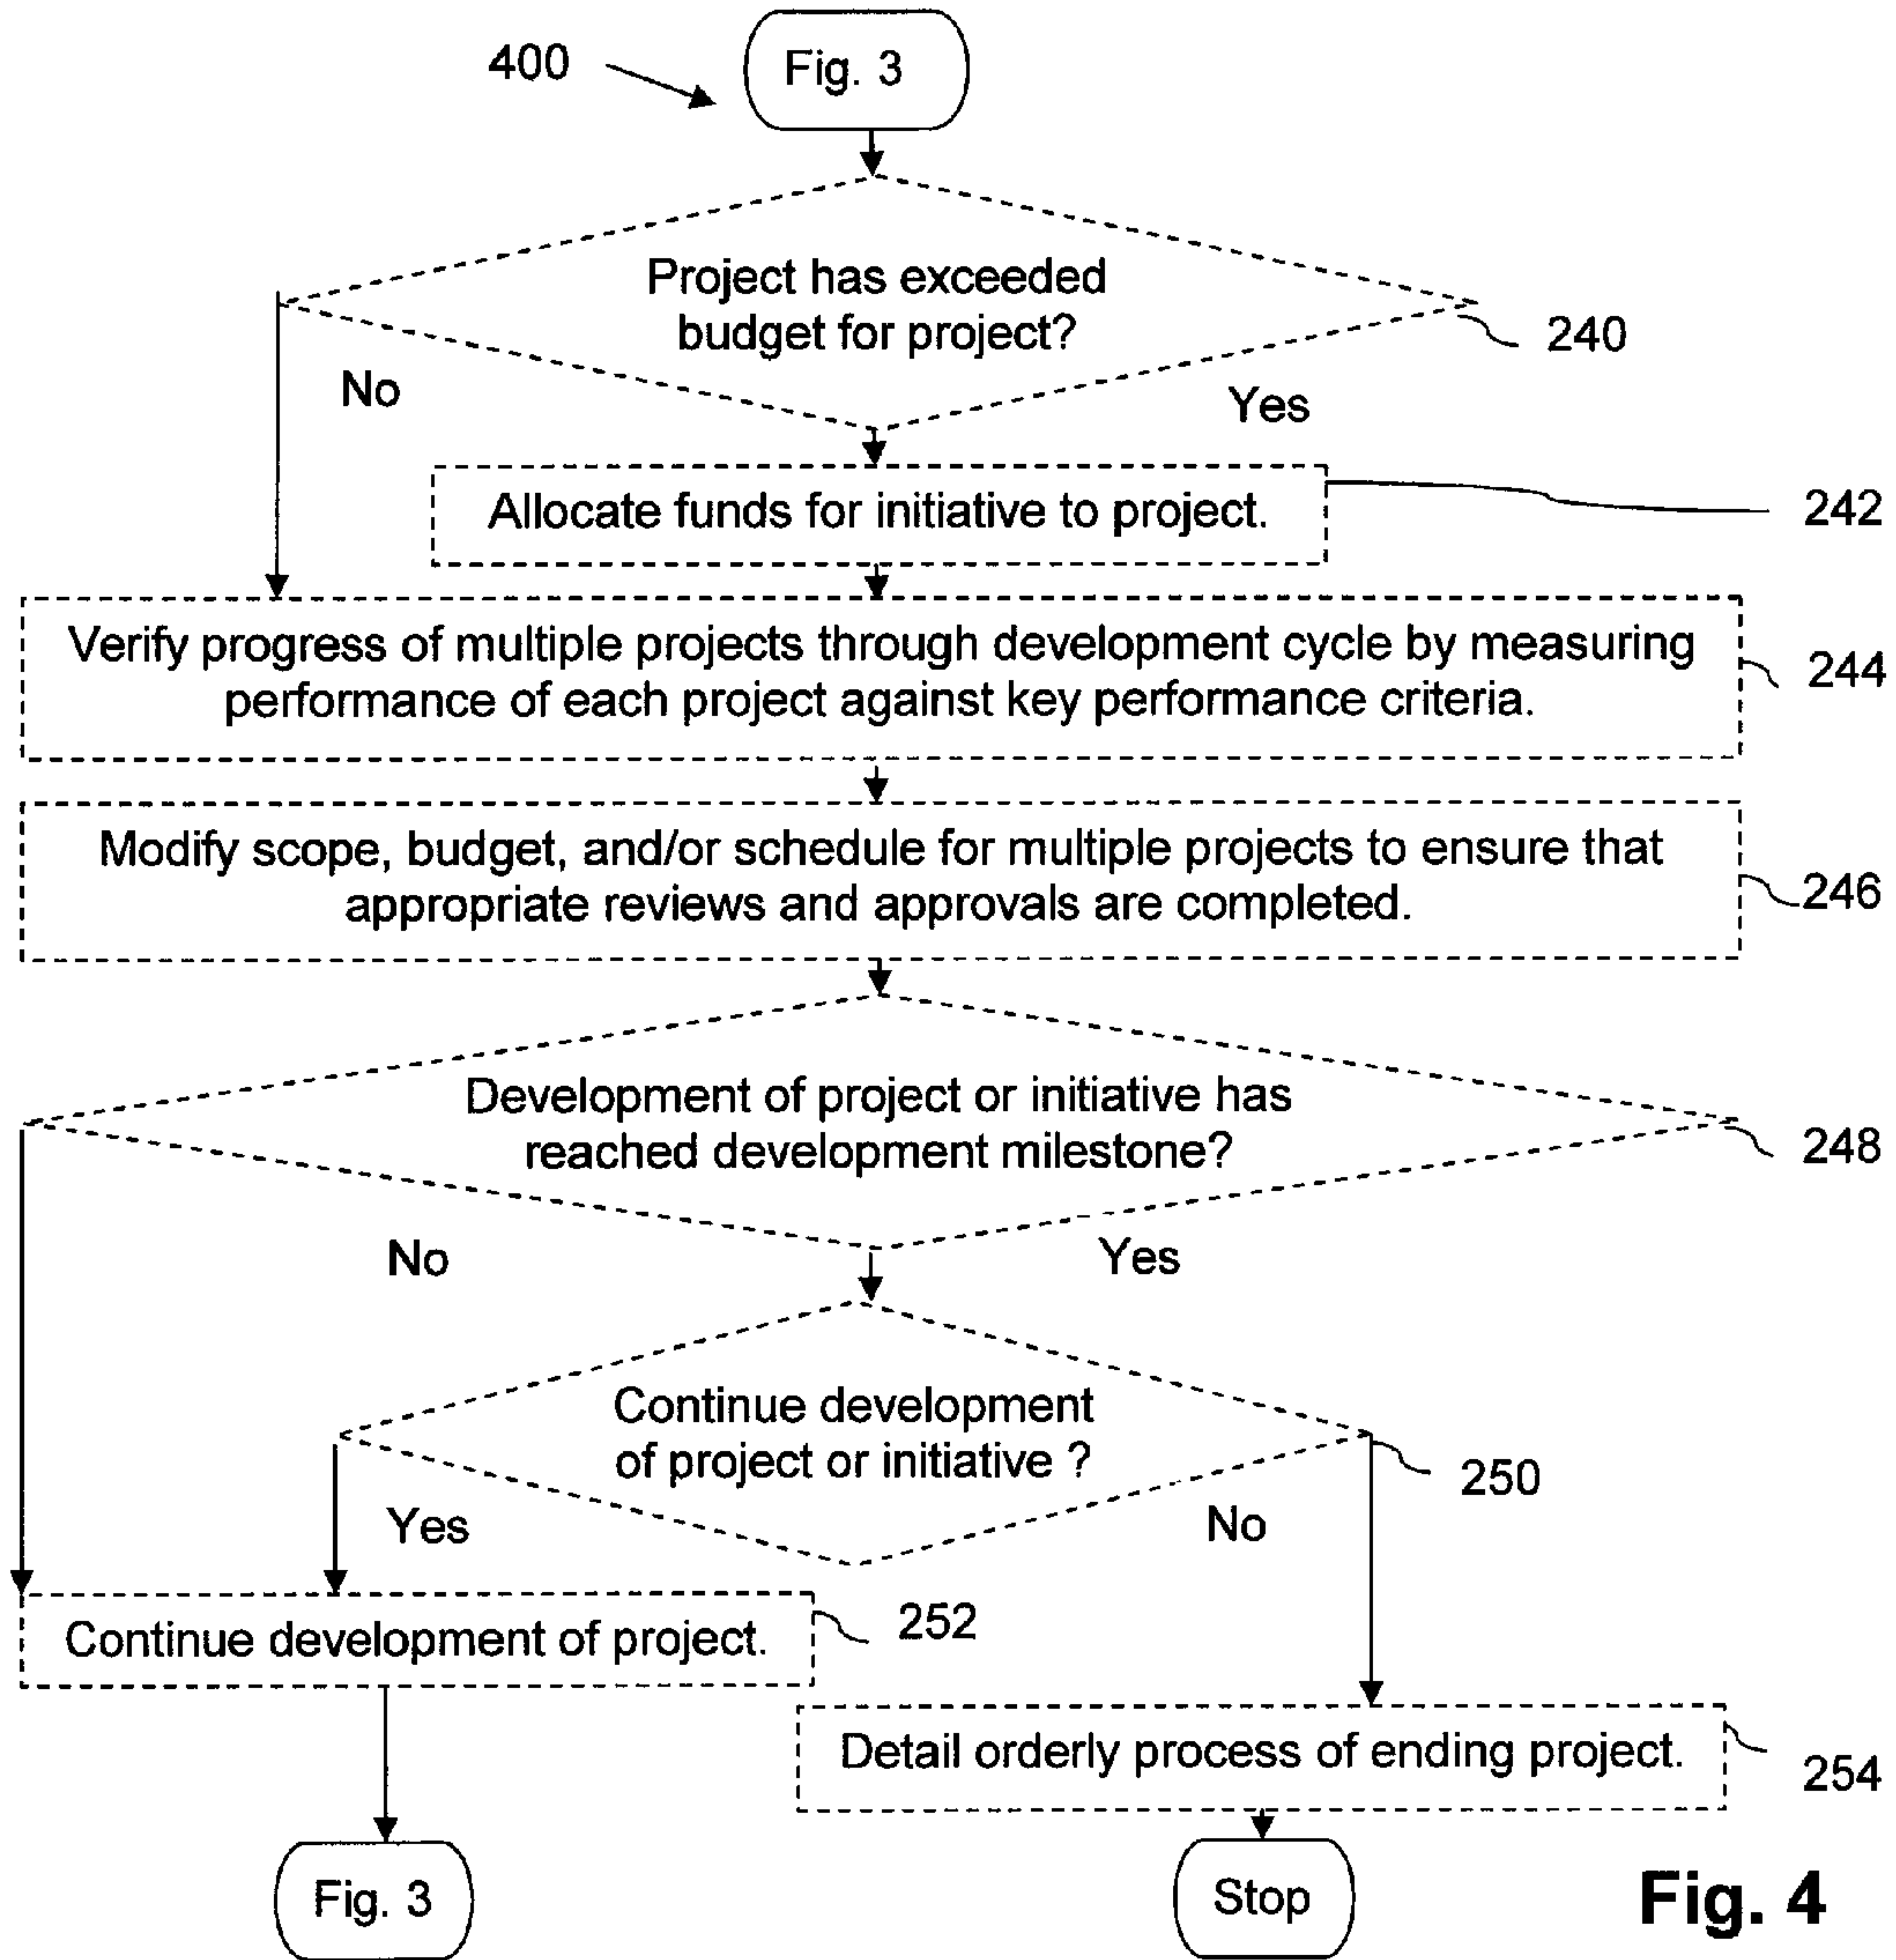 400
Fig. 3
Project has exceeded
budget for project?
240
No
Yes
Allocate funds for initiative to project.
242
Verify progress of multiple projects through development cycle by measuring
performance of each project against key performance criteria.
244
Modify scope, budget, and/or schedule for multiple projects to ensure that
appropriate reviews and approvals are completed.
246
Development of project or initiative has
reached development milestone?
248
No
Yes
Continue development
of project or initiative ?
250
Yes
No
Continue development of project.
252
Detail orderly process of ending project.
254
Fig. 3
Stop
Fig. 4